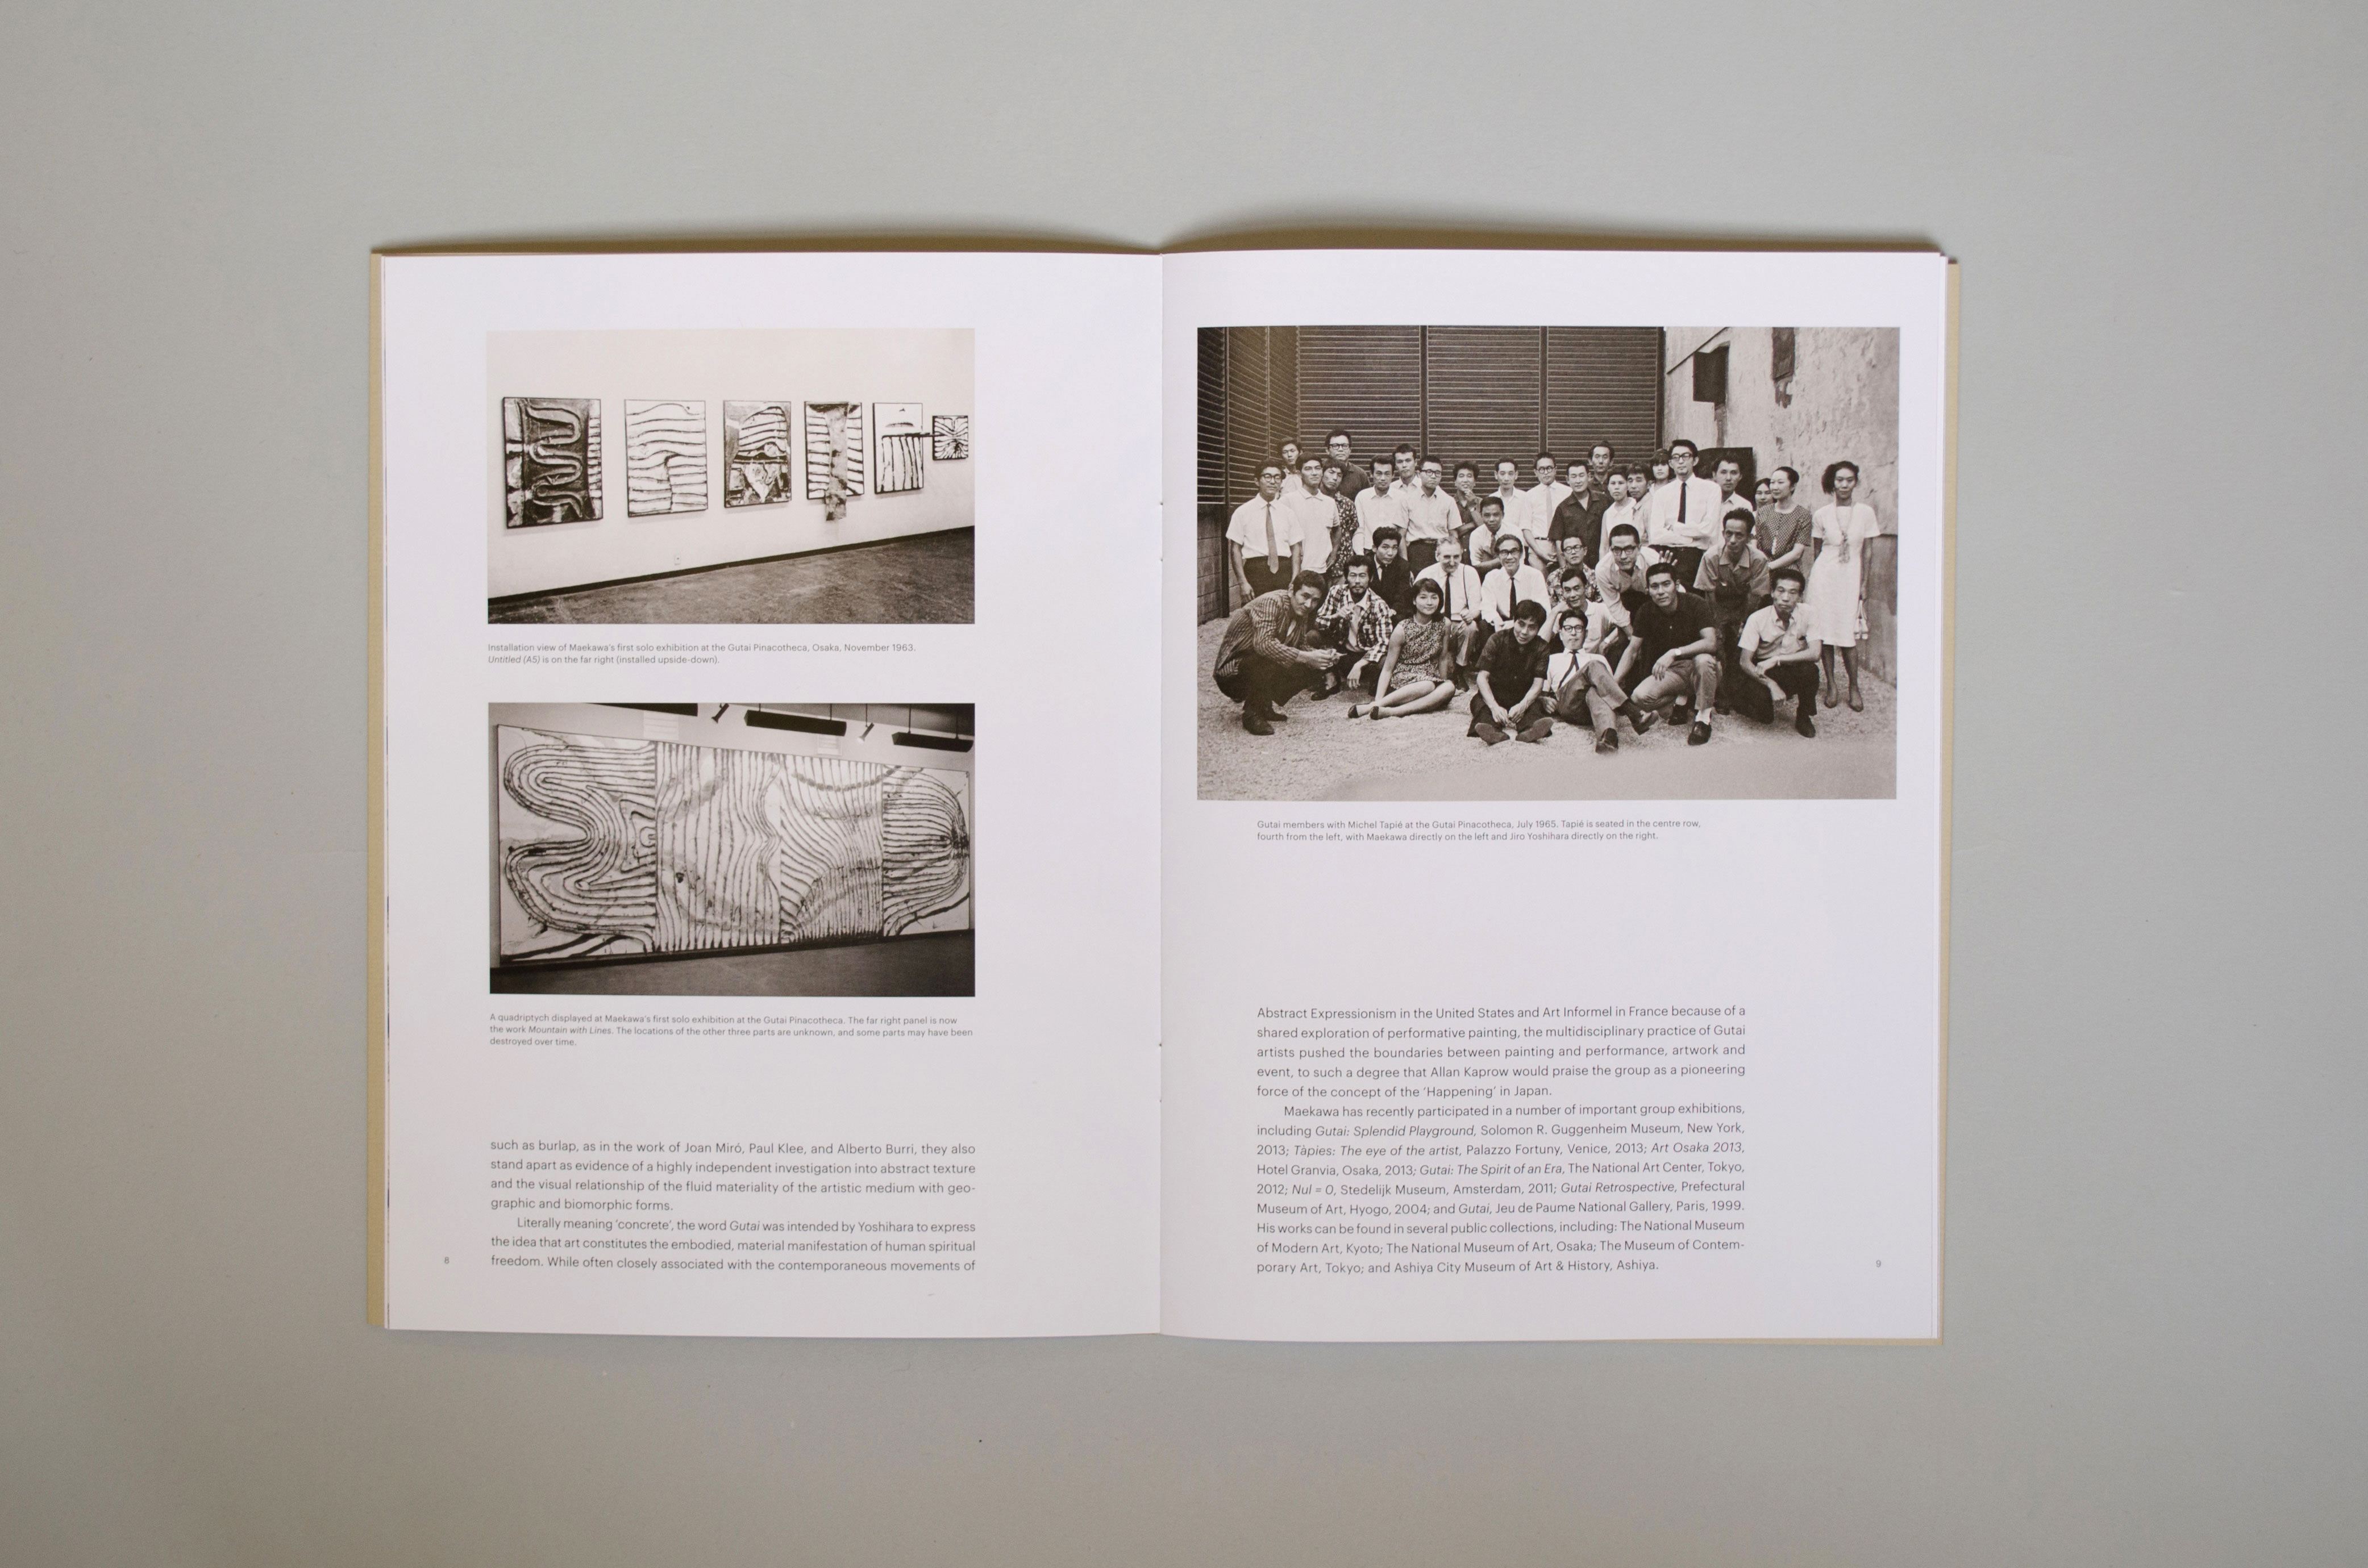 Installation view of Maekawa's first solo exhibition at the Gutai Pinacotheca, Osaka, November 1963.
Untitled (A5) is on the far right (installed upside-down).
A quadriptych displayed at Maekawa's first solo exhibition at the Gutai Pinacotheca. The far right panel is now
the work Mountain with Lines. The locations of the other three parts are unknown, and some parts may have been
destroyed over time.
such as burlap, as in the work of Joan Miró, Paul Klee, and Alberto Burri, they also
stand apart as evidence of a highly independent investigation into abstract texture
and the visual relationship of the fluid materiality of the artistic medium with geo-
graphic and biomorphic forms.
Literally meaning ‘concrete’, the word Gutai was intended by Yoshihara to express
the idea that art constitutes the embodied, material manifestation of human spiritual
freedom. While often closely associated with the contemporaneous movements of
8
Gutai members with Michel Tapié at the Gutai Pinacotheca, July 1965. Tapié is seated in the centre row,
fourth from the left, with Maekawa directly on the left and Jiro Yoshihara directly on the right.
Abstract Expressionism in the United States and Art Informel in France because of a
shared exploration of performative painting, the multidisciplinary practice of Gutai
artists pushed the boundaries between painting and performance, artwork and
event, to such a degree that Allan Kaprow would praise the group as a pioneering
force of the concept of the ‘Happening’ in Japan.
Maekawa has recently participated in a number of important group exhibitions,
including Gutai: Splendid Playground, Solomon R. Guggenheim Museum, New York,
2013; Tàpies: The eye of the artist, Palazzo Fortuny, Venice, 2013; Art Osaka 2013,
Hotel Granvia, Osaka, 2013; Gutai: The Spirit of an Era, The National Art Center, Tokyo,
2012; Nul = 0, Stedelijk Museum, Amsterdam, 2011; Gutai Retrospective, Prefectural
Museum of Art, Hyogo, 2004; and Gutai, Jeu de Paume National Gallery, Paris, 1999.
His works can be found in several public collections, including: The National Museum
of Modern Art, Kyoto; The National Museum of Art, Osaka; The Museum of Contem-
porary Art, Tokyo; and Ashiya City Museum of Art & History, Ashiya.
9